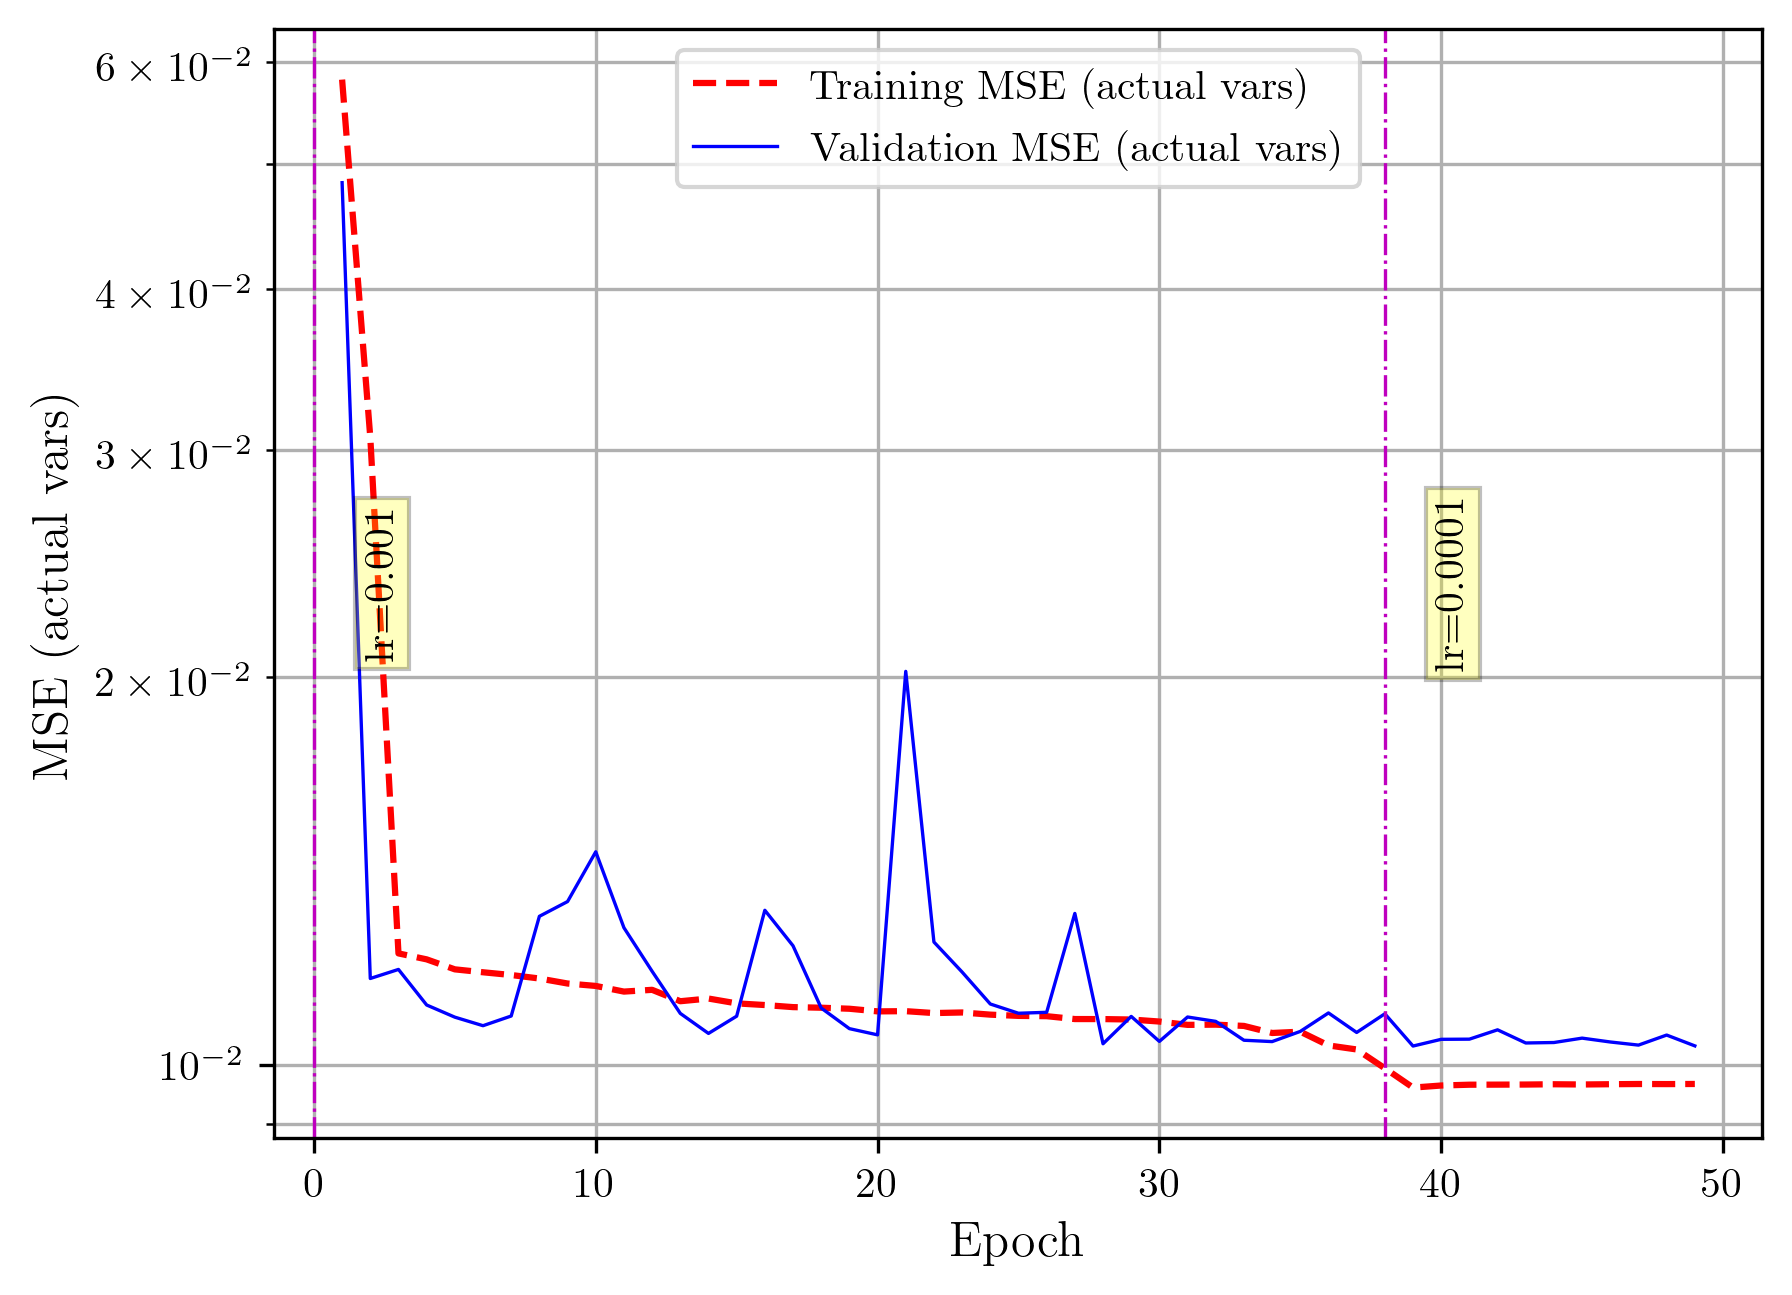 6 × 10⁻²
4 × 10⁻²
3 × 10⁻²
2 × 10⁻²
10⁻²
MSE (actual vars)
Training MSE (actual vars)
Validation MSE (actual vars)
lr=0.001
lr=0.0001
0 10 20 30 40 50
Epoch